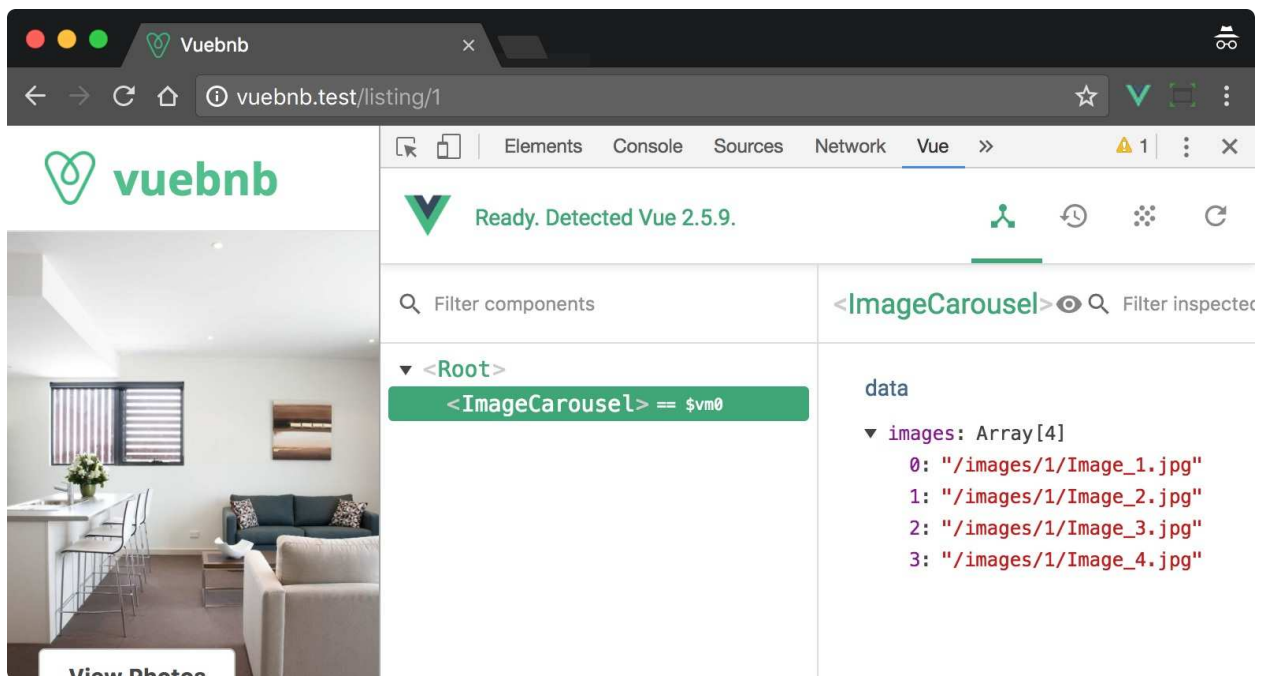 Vuebnb
vuebnb.test/listing/1
vuebnb
Elements Console Sources Network Vue » 1
Ready. Detected Vue 2.5.9.
Filter components
<ImageCarousel> Filter inspected
<Root>
<ImageCarousel> == $vm0
data
images: Array[4]
0: "/images/1/Image_1.jpg"
1: "/images/1/Image_2.jpg"
2: "/images/1/Image_3.jpg"
3: "/images/1/Image_4.jpg"
View Photos